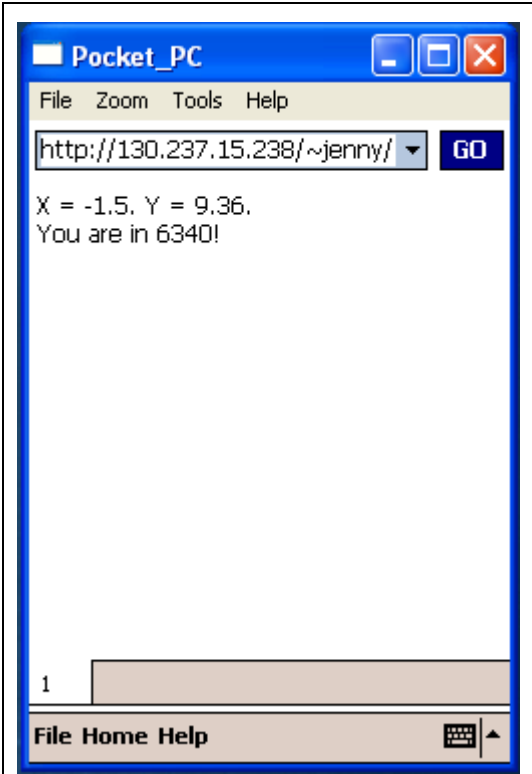 Pocket_PC
File Zoom Tools Help
http://130.237.15.238/~jenny/ GO
X = -1.5. Y = 9.36.
You are in 6340!
1
File Home Help